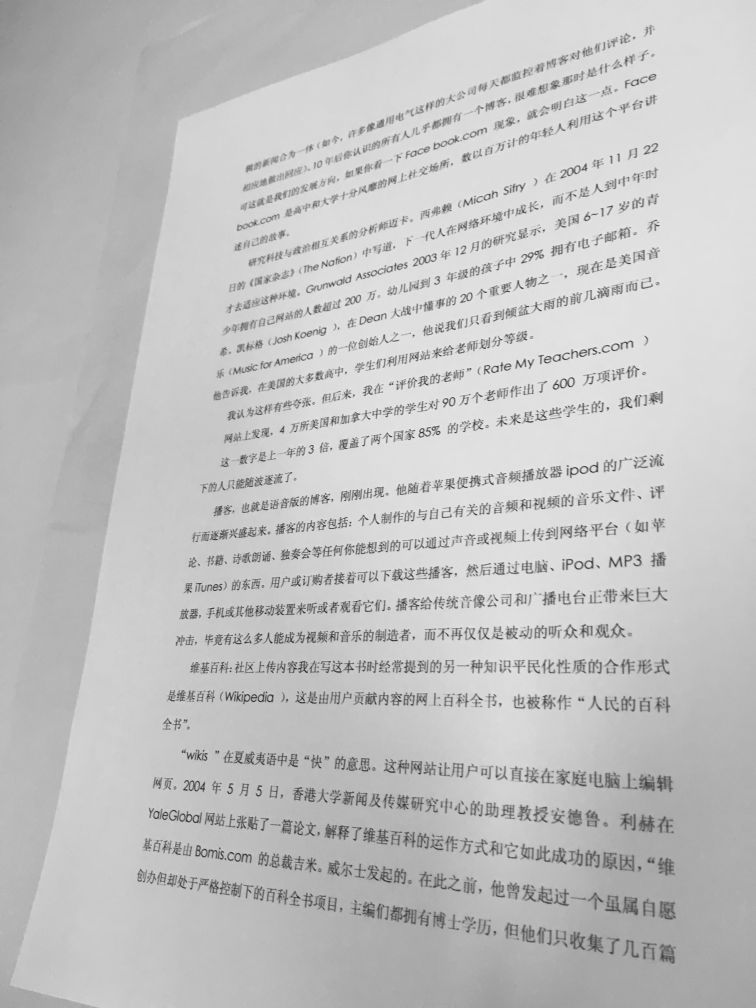 辙的新闻合为一体（如今，许多像通用电气这样的大公司每天都监控着博客对他们评论，并
相应地做出回应）、10年后你认识的所有人几乎都拥有一个博客，很难想象那时是什么样子。
可这就是我们的发展方向，如果你看一下Face book.com 现象，就会明白这一点。Face
book.com 是高中和大学十分风靡的网上社交场所，数以百万计的年轻人利用这个平台讲
述自己的故事。
研究科技与政治相互关系的分析师迈卡。西弗赖（Micah Sifry ）在 2004 年 11 月 22
日的《国家杂志》（The Nation）中写道，下一代人在网络环境中成长，而不是人到中年时
才去适应这种环境。Grunwald Associates 2003 年 12 月的研究显示，美国 6~17 岁的青
少年拥有自己网站的人数超过 200 万。幼儿园到 3 年级的孩子中 29% 拥有电子邮箱。乔
希。凯标格（Josh Koenig ），在Dean大战中懂事的 20 个重要人物之一，现在是美国音
乐（Music for America ）的一位创始人之一，他说我们只看到倾盆大雨的前几滴雨而已。
他告诉我，在美国的大多数高中，学生们利用网站来给老师划分等级。
我认为这样有些夸张。但后来，我在“评价我的老师”（Rate My Teachers.com ）
网站上发现，4 万所美国和加拿大中学的学生对 90 万个老师作出了 600 万项评价。
这一数字是上一年的 3 倍，覆盖了两个国家 85% 的学校。未来是这些学生的，我们剩
下的人只能随波逐流了。
播客，也就是语音版的博客，刚刚出现。他随着苹果便携式音频播放器 ipod 的广泛流
行而逐渐兴盛起来。播客的内容包括：个人制作的与自己有关的音频和视频的音乐文件、评
论、书籍、诗歌朗诵、独奏会等任何你能想到的可以通过声音或视频上传到网络平台（如苹
果iTunes）的东西。用户或订购者接着可以下载这些播客，然后通过电脑、iPod、MP3 播
放器，手机或其他移动装置来听或者观看它们。播客给传统音像公司和广播电台正带来巨大
冲击，毕竟有这么多人能成为视频和音乐的制造者，而不再仅仅是被动的听众和观众。
维基百科：社区上传内容我在写这本书时经常提到的另一种知识平民化性质的合作形式
是维基百科（Wikipedia ），这是由用户贡献内容的网上百科全书，也被称作“人民的百科
全书”。
“wikis ”在夏威夷语中是“快”的意思。这种网站让用户可以直接在家庭电脑上编辑
网页。2004 年 5 月 5 日，香港大学新闻及传媒研究中心的助理教授安德鲁。利赫在
YaleGlobal 网站上张贴了一篇论文，解释了维基百科的运作方式和它如此成功的原因，“维
基百科是由 Bomis.com 的总裁吉米。威尔士发起的。在此之前，他曾发起过一个虽属自愿
创办但却处于严格控制下的百科全书项目，主编们都拥有博士学历，但他们只收集了几百篇